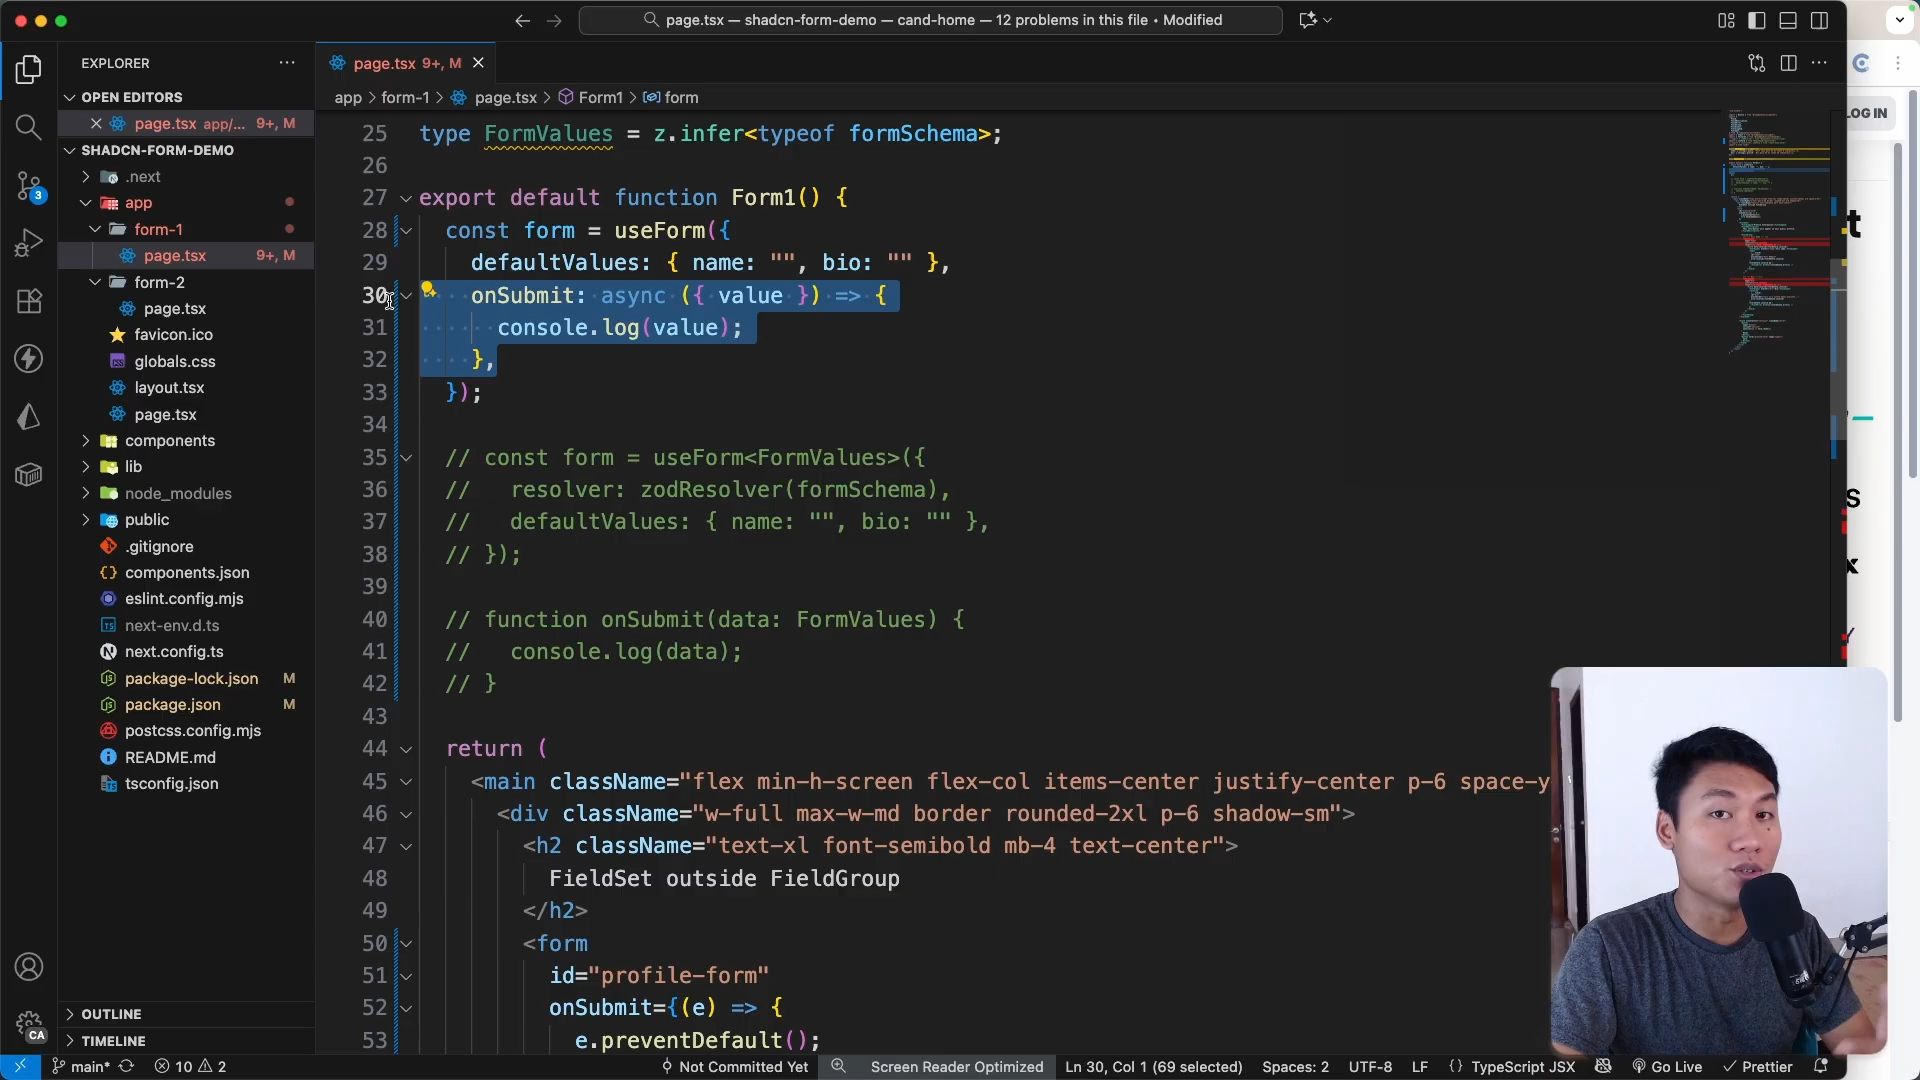 page.tsx — shadcn-form-demo — cand-home — 12 problems in this file • Modified
EXPLORER
page.tsx 9+, M
LOG IN
OPEN EDITORS
app > form-1 > page.tsx > Form1 > form
page.tsx app/... 9+, M
SHADCN-FORM-DEMO
.next
app
form-1
page.tsx 9+, M
form-2
page.tsx
favicon.ico
globals.css
layout.tsx
page.tsx
components
lib
node_modules
public
.gitignore
components.json
eslint.config.mjs
next-env.d.ts
next.config.ts
package-lock.json M
package.json M
postcss.config.mjs
README.md
tsconfig.json
OUTLINE
TIMELINE
3
CA
25 type FormValues = z.infer<typeof formSchema>;
26
27 export default function Form1() {
28 const form = useForm({
29 defaultValues: { name: "", bio: "" },
30 onSubmit: async ({ value }) => {
31 console.log(value);
32 },
33 });
34
35 // const form = useForm<FormValues>({
36 // resolver: zodResolver(formSchema),
37 // defaultValues: { name: "", bio: "" },
38 // });
39
40 // function onSubmit(data: FormValues) {
41 // console.log(data);
42 // }
43
44 return (
45 <main className="flex min-h-screen flex-col items-center justify-center p-6 space-y
46 <div className="w-full max-w-md border rounded-2xl p-6 shadow-sm">
47 <h2 className="text-xl font-semibold mb-4 text-center">
48 FieldSet outside FieldGroup
49 </h2>
50 <form
51 id="profile-form"
52 onSubmit={(e) => {
53 e.preventDefault();
main* 10 2 Not Committed Yet Screen Reader Optimized Ln 30, Col 1 (69 selected) Spaces: 2 UTF-8 LF {} TypeScript JSX Go Live Prettier